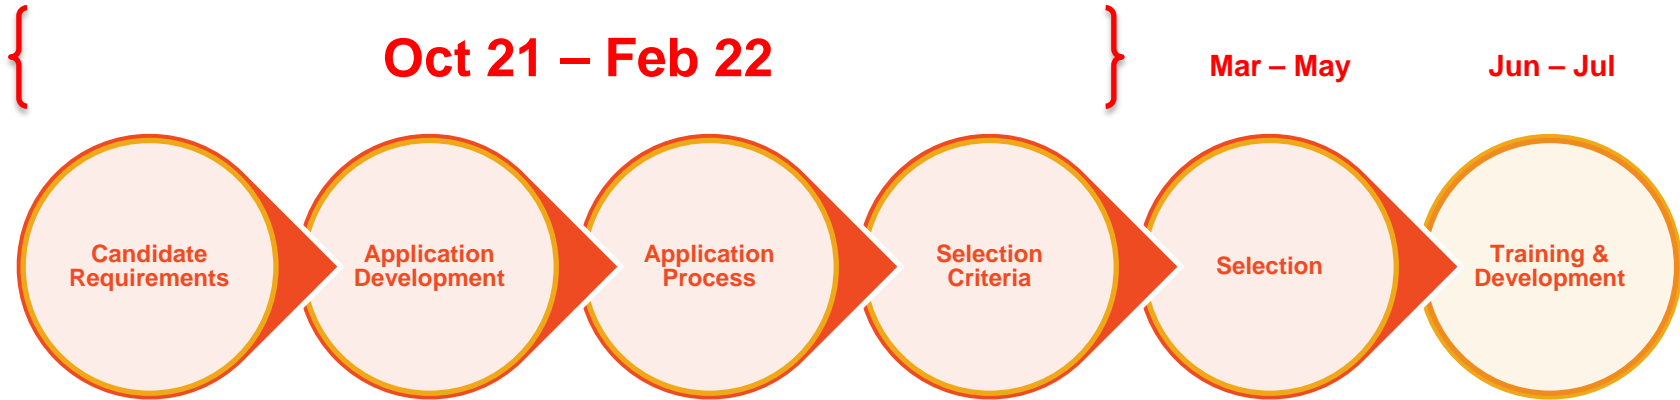 Oct 21 – Feb 22
Mar – May
Jun – Jul
Candidate
Requirements
Application
Development
Application
Process
Selection
Criteria
Selection
Training &
Development